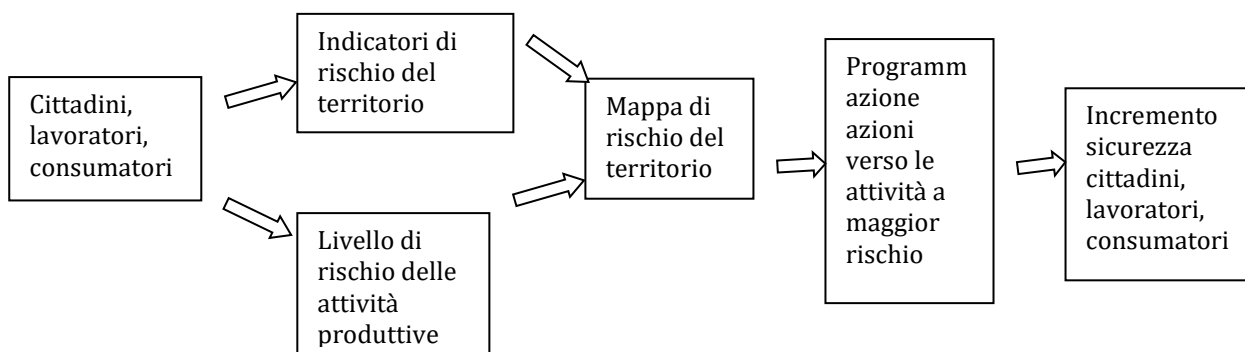 Cittadini,
lavoratori,
consumatori
Indicatori di
rischio del
territorio
Livello di
rischio delle
attività
produttive
Mappa di
rischio del
territorio
Programm
azione
azioni
verso le
attività a
maggior
rischio
Incremento
sicurezza
cittadini,
lavoratori,
consumatori